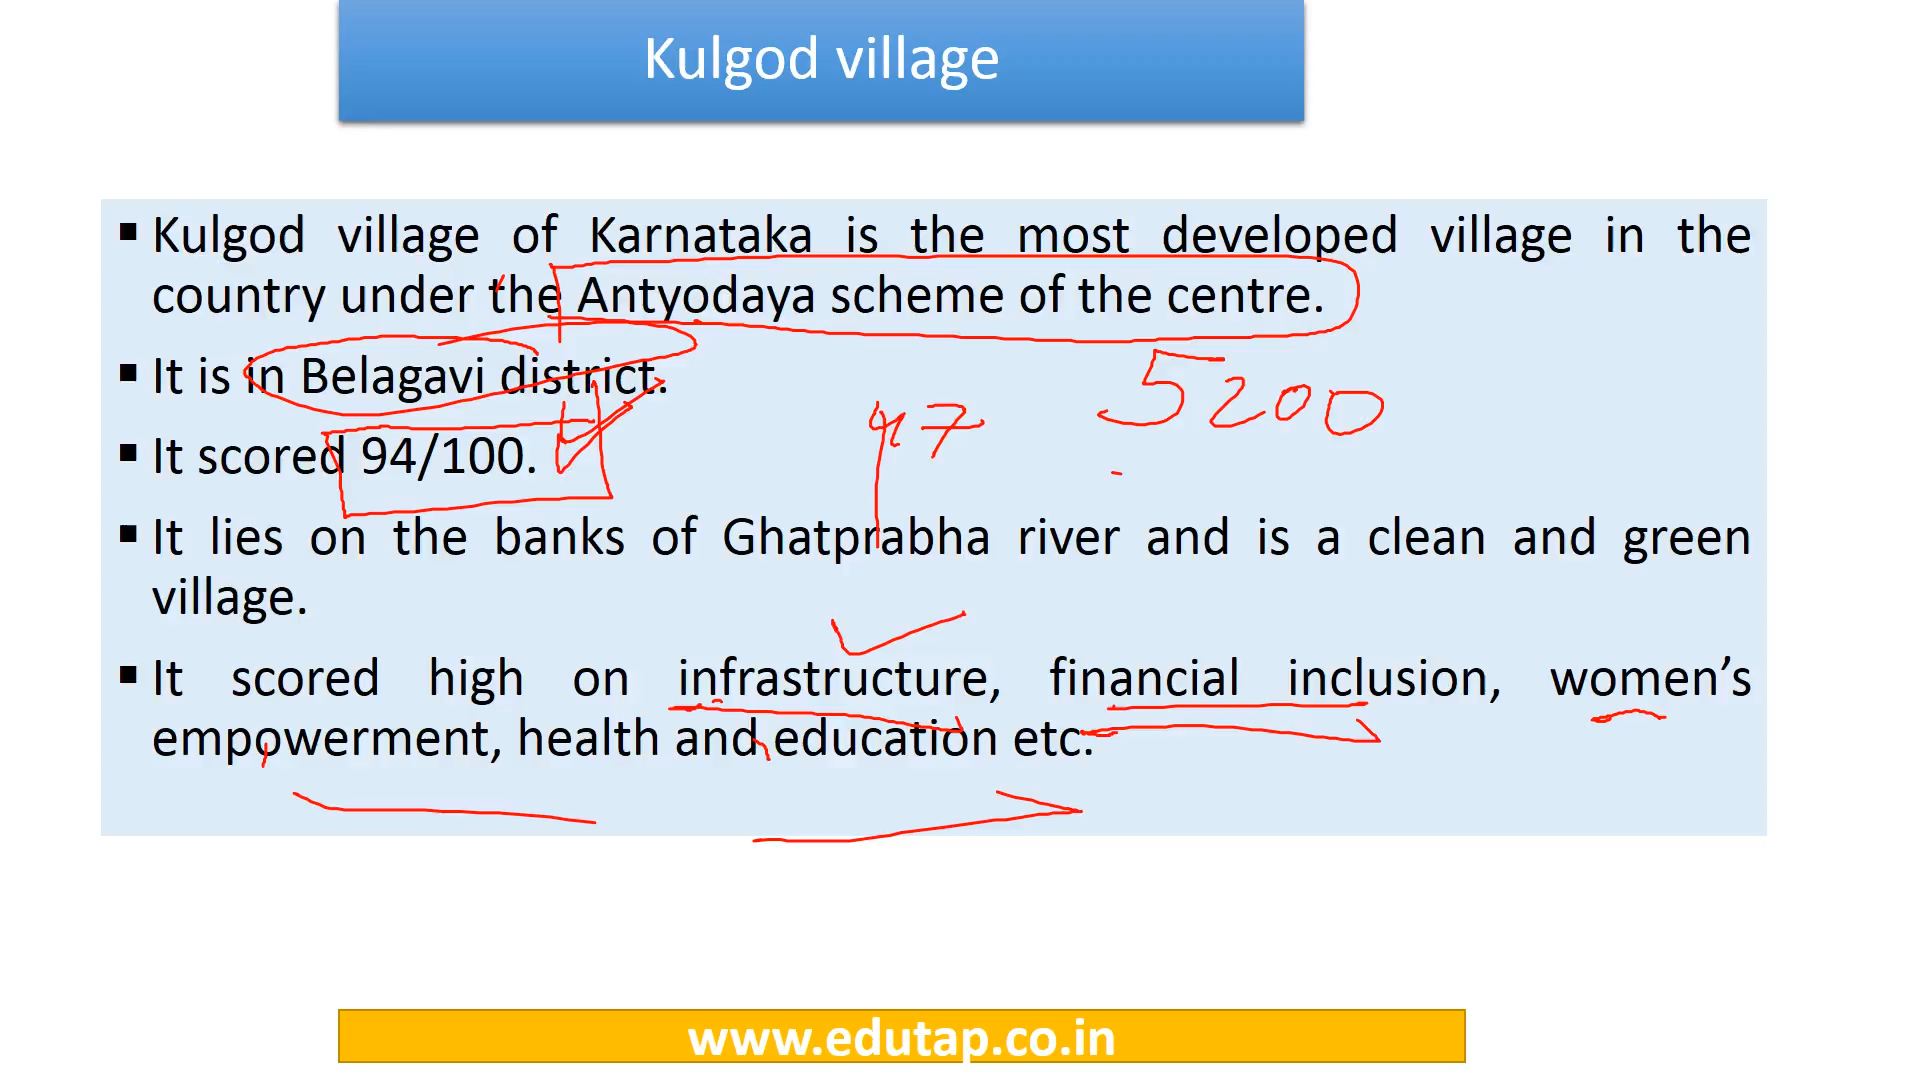 Kulgod village
▪ Kulgod village of Karnataka is the most developed village in the
country under the Antyodaya scheme of the centre.
▪ It is in Belagavi district.
5200
47
▪ It scored 94/100.
▪ It lies on the banks of Ghatprabha river and is a clean and green
village.
▪ It scored high on infrastructure, financial inclusion, women’s
empowerment, health and education etc.
www.edutap.co.in